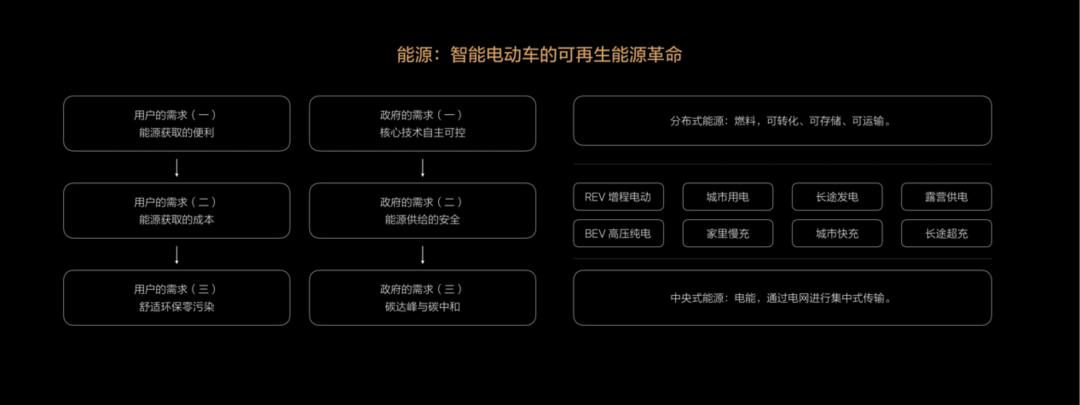 能源：智能电动车的可再生能源革命
用户的需求（一）
能源获取的便利
用户的需求（二）
能源获取的成本
用户的需求（三）
舒适环保零污染
政府的需求（一）
核心技术自主可控
政府的需求（二）
能源供给的安全
政府的需求（三）
碳达峰与碳中和
分布式能源：燃料，可转化、可存储、可运输。
REV 增程电动
城市用电
长途发电
露营供电
BEV 高压纯电
家里慢充
城市快充
长途超充
中央式能源：电能，通过电网进行集中式传输。